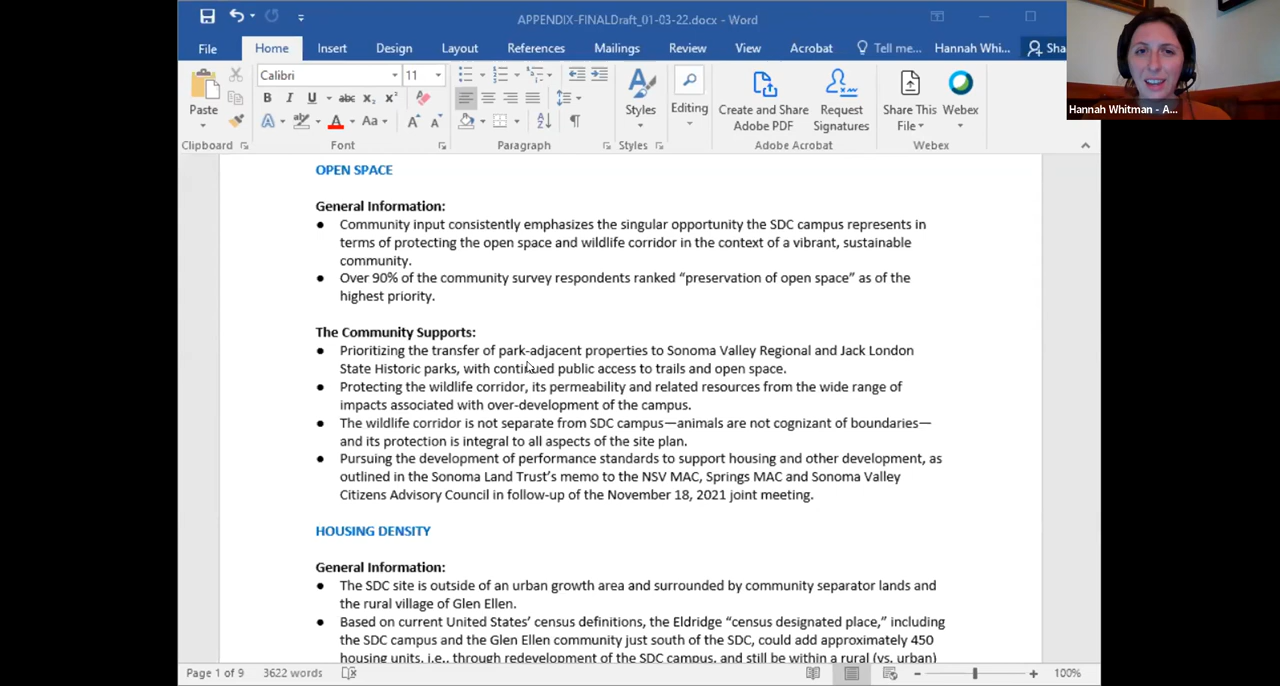 APPENDIX-FINALDraft_01-03-22.docx - Word
File Home Insert Design Layout References Mailings Review View Acrobat Tell me... Hannah Whi... Sha
Hannah Whitman - A...
Calibri 11
Paste
B I U abc X₂ X²
A A Aa A A
Styles
Editing
Create and Share Adobe PDF
Request Signatures
Share This File
Webex
Clipboard Font Paragraph Styles Adobe Acrobat Webex
OPEN SPACE
General Information:
● Community input consistently emphasizes the singular opportunity the SDC campus represents in
terms of protecting the open space and wildlife corridor in the context of a vibrant, sustainable
community.
● Over 90% of the community survey respondents ranked “preservation of open space” as of the
highest priority.
The Community Supports:
● Prioritizing the transfer of park-adjacent properties to Sonoma Valley Regional and Jack London
State Historic parks, with continued public access to trails and open space.
● Protecting the wildlife corridor, its permeability and related resources from the wide range of
impacts associated with over-development of the campus.
● The wildlife corridor is not separate from SDC campus—animals are not cognizant of boundaries—
and its protection is integral to all aspects of the site plan.
● Pursuing the development of performance standards to support housing and other development, as
outlined in the Sonoma Land Trust’s memo to the NSV MAC, Springs MAC and Sonoma Valley
Citizens Advisory Council in follow-up of the November 18, 2021 joint meeting.
HOUSING DENSITY
General Information:
● The SDC site is outside of an urban growth area and surrounded by community separator lands and
the rural village of Glen Ellen.
● Based on current United States’ census definitions, the Eldridge “census designated place,” including
the SDC campus and the Glen Ellen community just south of the SDC, could add approximately 450
housing units, i.e., through redevelopment of the SDC campus, and still be within a rural (vs. urban)
Page 1 of 9 3622 words 100%